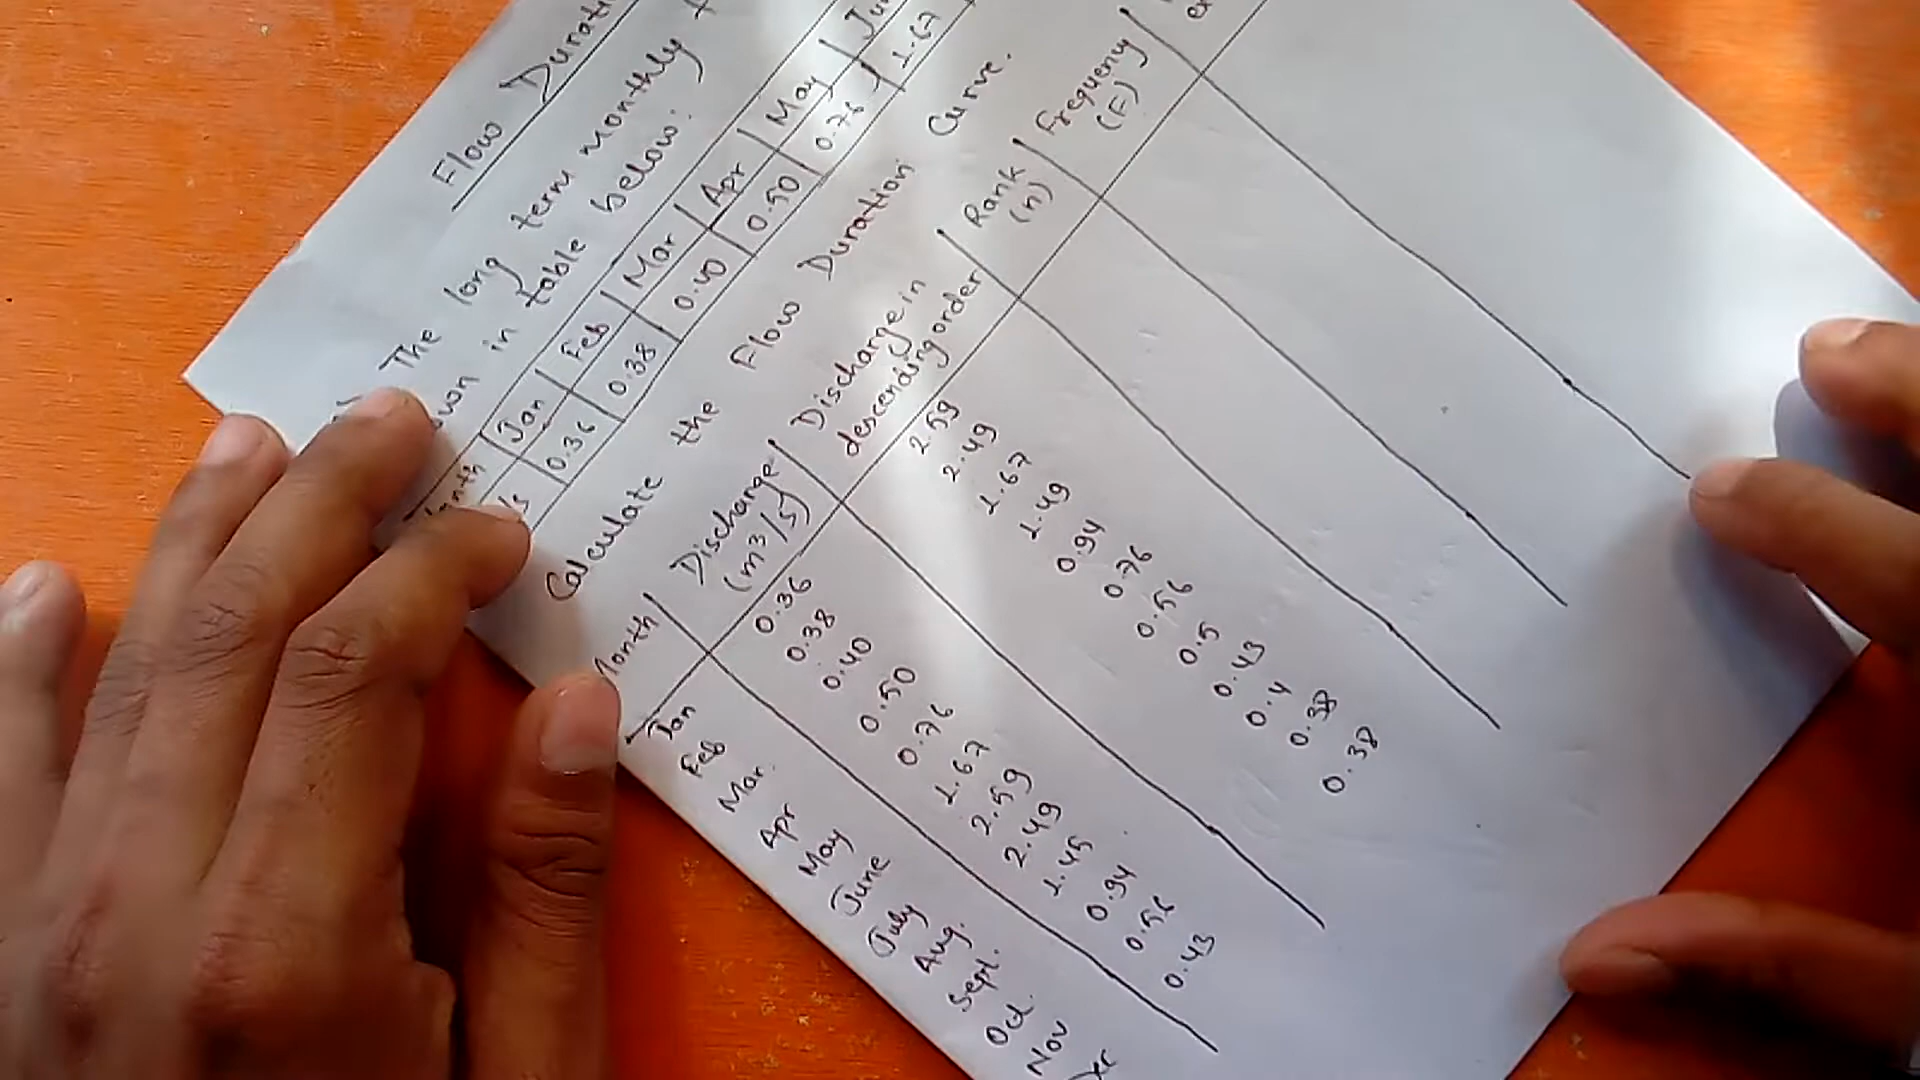 Flow Durati
The long term monthly f
in table below:
Jan | Feb | Mar | Apr | May | Jun
/s | 0.36 | 0.38 | 0.40 | 0.50 | 0.76 | 1.67
Calculate the Flow Duration Curve.
Month | Discharge (m³/s) | Discharge in descending order | Rank (n) | Frequency (F)
Jan 0.36 2.59
Feb 0.38 2.49
Mar. 0.40 1.67
Apr 0.50 1.49
May 0.76 0.94
June 1.67 0.76
July 2.59 0.56
Aug. 2.49 0.5
Sept. 1.45 0.43
Oct. 0.94 0.4
Nov 0.56 0.38
0.43 0.38